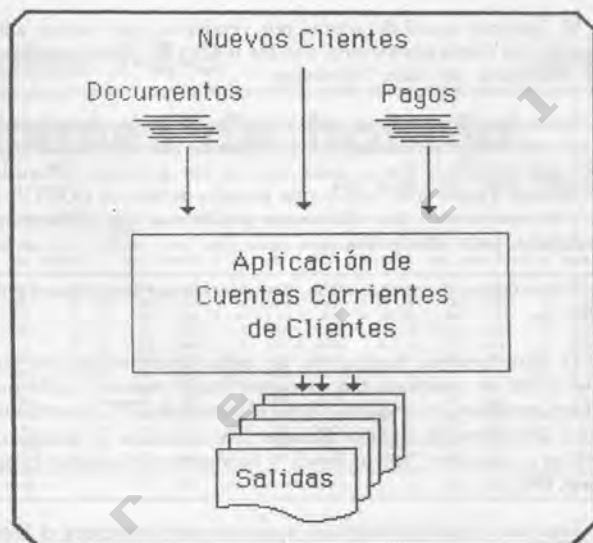 Nuevos Clientes
Documentos
Pagos
Aplicación de
Cuentas Corrientes
de Clientes
Salidas